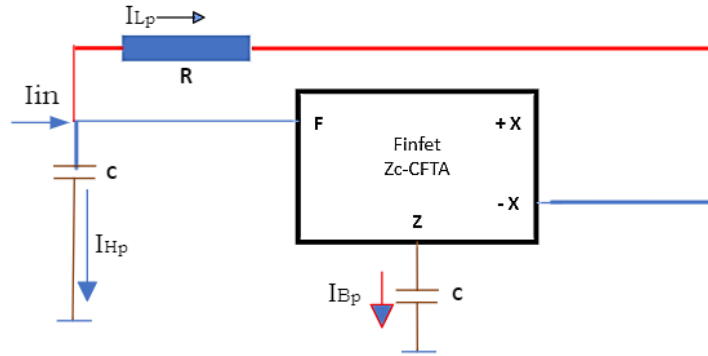 ILp
R
Iin
F
+ X
Finfet
Zc-CFTA
C
- X
Z
IHp
IBp
C